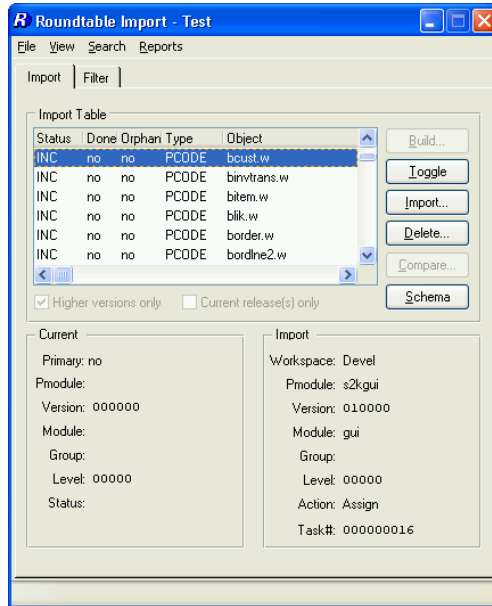 R Roundtable Import - Test
File View Search Reports
Import Filter
Import Table
Status Done Orphan Type Object
INC no no PCODE bcust.w
INC no no PCODE binvtrans.w
INC no no PCODE bitem.w
INC no no PCODE blik.w
INC no no PCODE border.w
INC no no PCODE bordlne2.w
Build...
Toggle
Import...
Delete...
Compare...
Schema
Higher versions only Current release(s) only
Current
Primary: no
Pmodule:
Version: 000000
Module:
Group:
Level: 00000
Status:
Import
Workspace: Devel
Pmodule: s2kgui
Version: 010000
Module: gui
Group:
Level: 00000
Action: Assign
Task#: 000000016